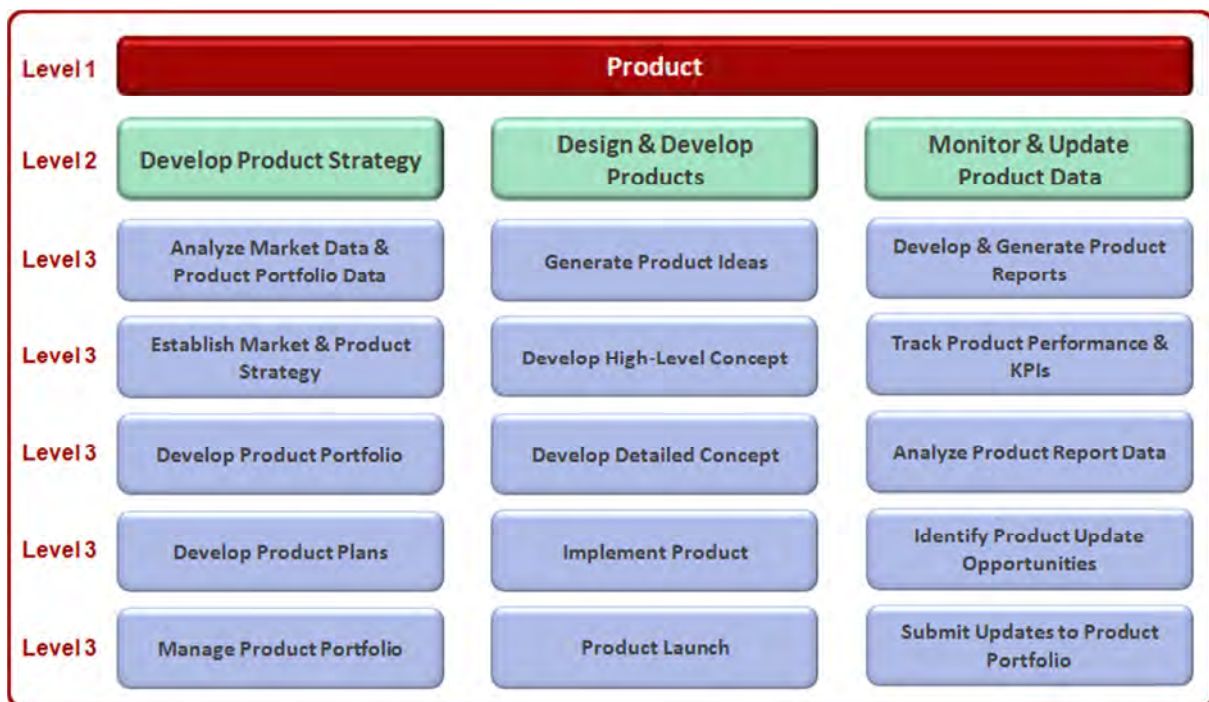 Level 1
Product
Level 2
Develop Product Strategy
Design & Develop
Products
Monitor & Update
Product Data
Level 3
Analyze Market Data &
Product Portfolio Data
Generate Product Ideas
Develop & Generate Product
Reports
Level 3
Establish Market & Product
Strategy
Develop High-Level Concept
Track Product Performance &
KPIs
Level 3
Develop Product Portfolio
Develop Detailed Concept
Analyze Product Report Data
Level 3
Develop Product Plans
Implement Product
Identify Product Update
Opportunities
Level 3
Manage Product Portfolio
Product Launch
Submit Updates to Product
Portfolio